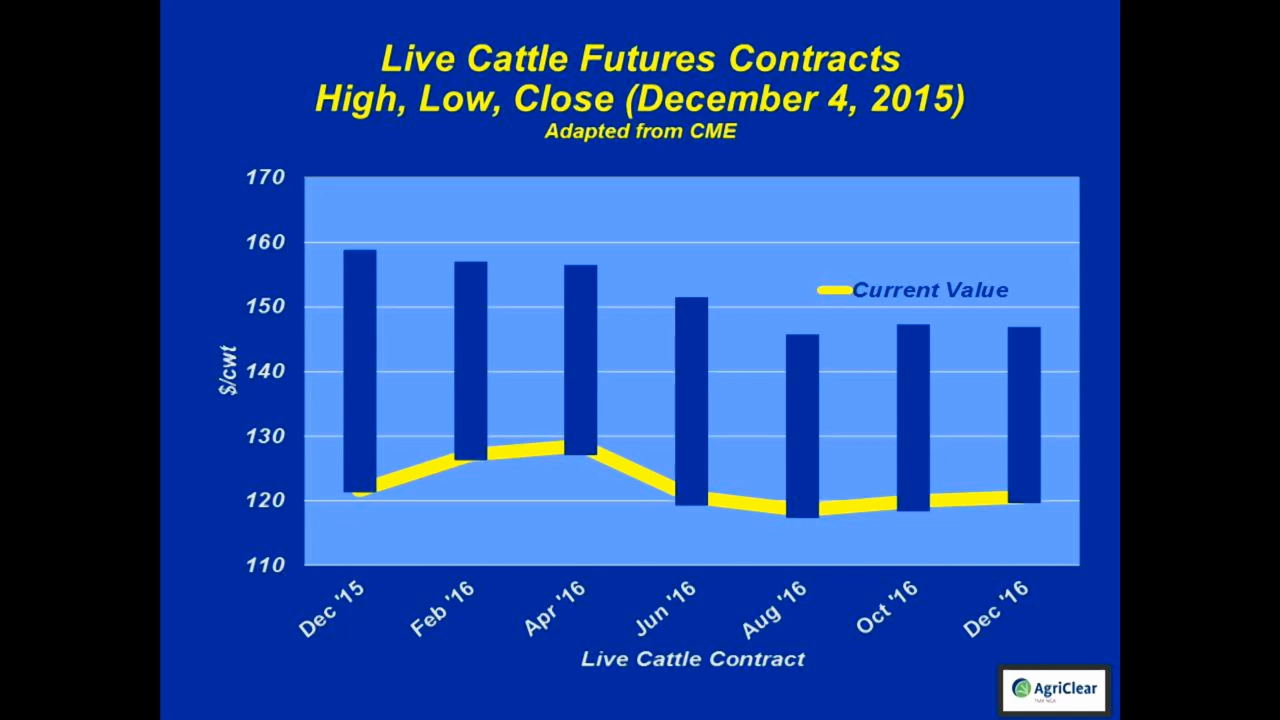 Live Cattle Futures Contracts
High, Low, Close (December 4, 2015)
Adapted from CME
170
160
150
140
130
120
110
$/cwt
Current Value
Dec '15
Feb '16
Apr '16
Jun '16
Aug '16
Oct '16
Dec '16
Live Cattle Contract
AgriClear